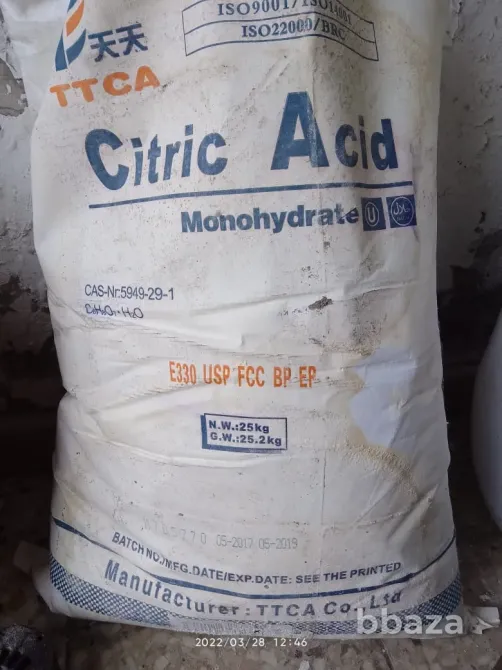 ISO9001/ISO14001
ISO22000/BRC
天天
TTCA
Citric Acid
Monohydrate U
CAS-Nr:5949-29-1
C₆H₈O₇·H₂O
E330 USP FCC BP EP
N.W.:25kg
G.W.:25.2kg
770 05-2017 05-2019
BATCH NO./MFG.DATE/EXP.DATE: SEE THE PRINTED
Manufacturer : TTCA Co., Ltd
bbaza
2022/03/28 12:46